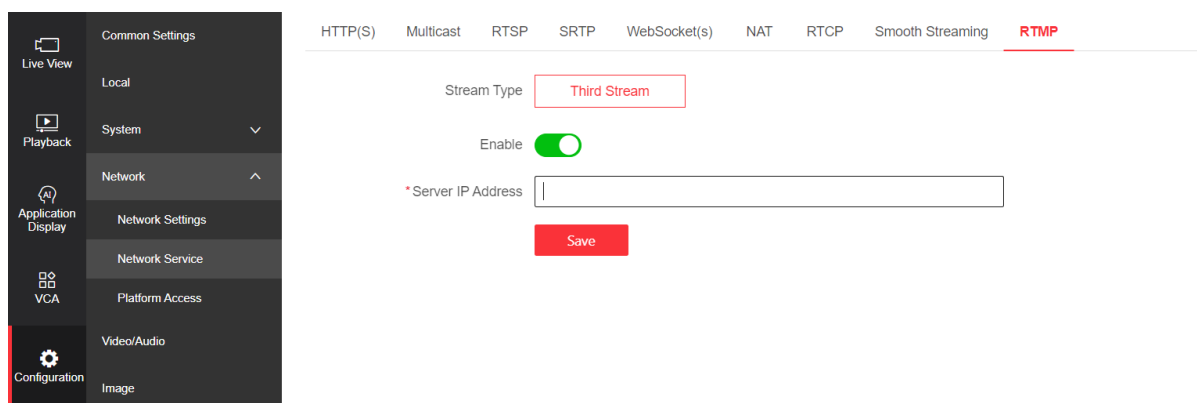 Live View
Playback
Application
Display
VCA
Configuration
Common Settings
Local
System
Network
Network Settings
Network Service
Platform Access
Video/Audio
Image
HTTP(S) Multicast RTSP SRTP WebSocket(s) NAT RTCP Smooth Streaming RTMP
Stream Type Third Stream
Enable
*Server IP Address
Save